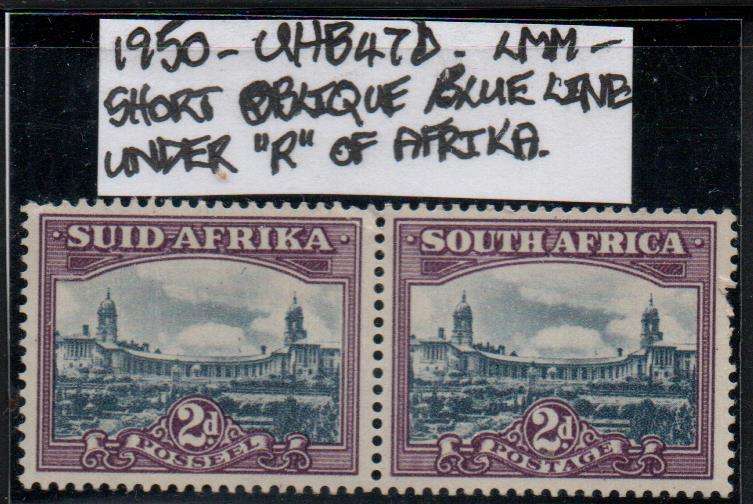 1950 - UHB47D - LMM -
SHORT OBLIQUE BLUE LINE
UNDER "R" OF AFRIKA.
· SUID-AFRIKA ·
· SOUTH AFRICA ·
2d
2d
POSSEEL
POSTAGE